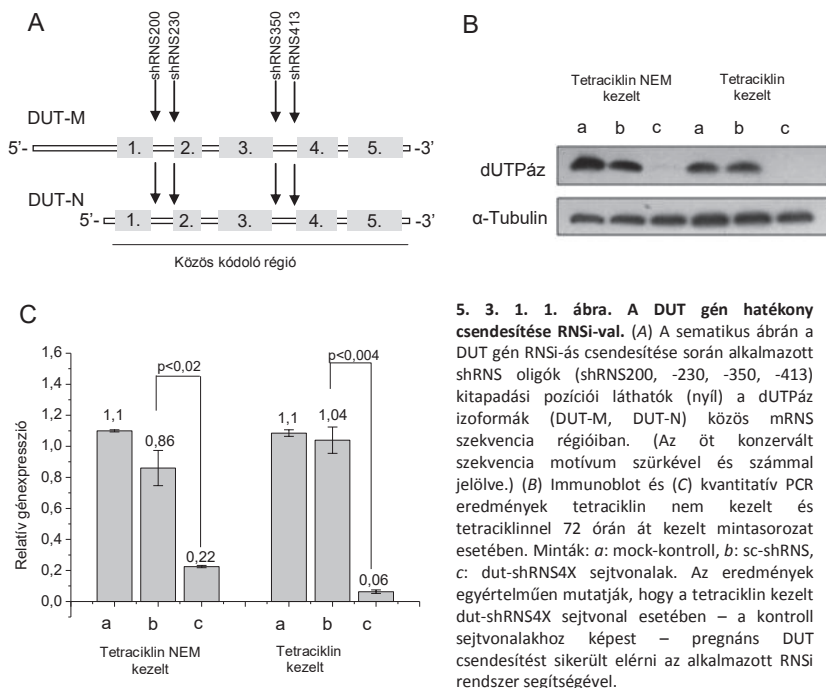 A
shRNS200
shRNS230
shRNS350
shRNS413
DUT-M
5'-
1.
2.
3.
4.
5.
-3'
DUT-N
5'-
1.
2.
3.
4.
5.
-3'
Közös kódoló régió
B
Tetraciklin NEM
kezelt
Tetraciklin
kezelt
a
b
c
a
b
c
dUTPáz
α-Tubulin
C
Relatív génexpresszió
1,6
1,4
1,2
1,0
0,8
0,6
0,4
0,2
0,0
p<0,02
p<0,004
1,1
0,86
0,22
1,1
1,04
0,06
a
b
c
a
b
c
Tetraciklin NEM
kezelt
Tetraciklin
kezelt
5. 3. 1. 1. ábra. A DUT gén hatékony
csendesítése RNSi-val. (A) A sematikus ábrán a
DUT gén RNSi-ás csendesítése során alkalmazott
shRNS oligók (shRNS200, -230, -350, -413)
kitapadási pozíciói láthatók (nyíl) a dUTPáz
izoformák (DUT-M, DUT-N) közös mRNS
szekvencia régióiban. (Az öt konzervált
szekvencia motívum szürkével és számmal
jelölve.) (B) Immunoblot és (C) kvantitatív PCR
eredmények tetraciklin nem kezelt és
tetraciklinnel 72 órán át kezelt mintasorozat
esetében. Minták: a: mock-kontroll, b: sc-shRNS,
c: dut-shRNS4X sejtvonalak. Az eredmények
egyértelműen mutatják, hogy a tetraciklin kezelt
dut-shRNS4X sejtvonal esetében – a kontroll
sejtvonalakhoz képest – pregnáns DUT
csendesítést sikerült elérni az alkalmazott RNSi
rendszer segítségével.